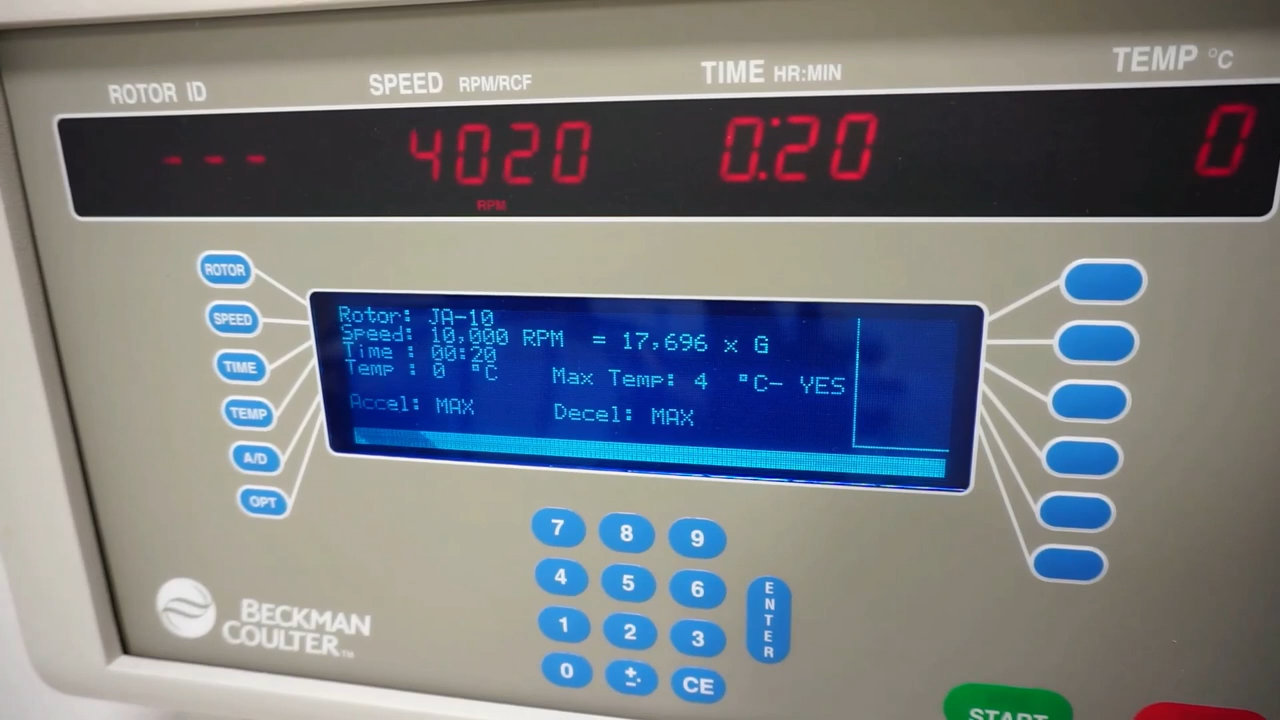 ROTOR ID
SPEED RPM/RCF
TIME HR:MIN
TEMP °C
- - -
4020
0:20
0
RPM
ROTOR
SPEED
TIME
TEMP
A/D
OPT
Rotor: JA-10
Speed: 10,000 RPM = 17,696 x G
Time : 00:20
Temp : 0 °C Max Temp: 4 °C- YES
Accel: MAX Decel: MAX
7 8 9
4 5 6
1 2 3
0 +- . CE
ENTER
BECKMAN
COULTER™
START